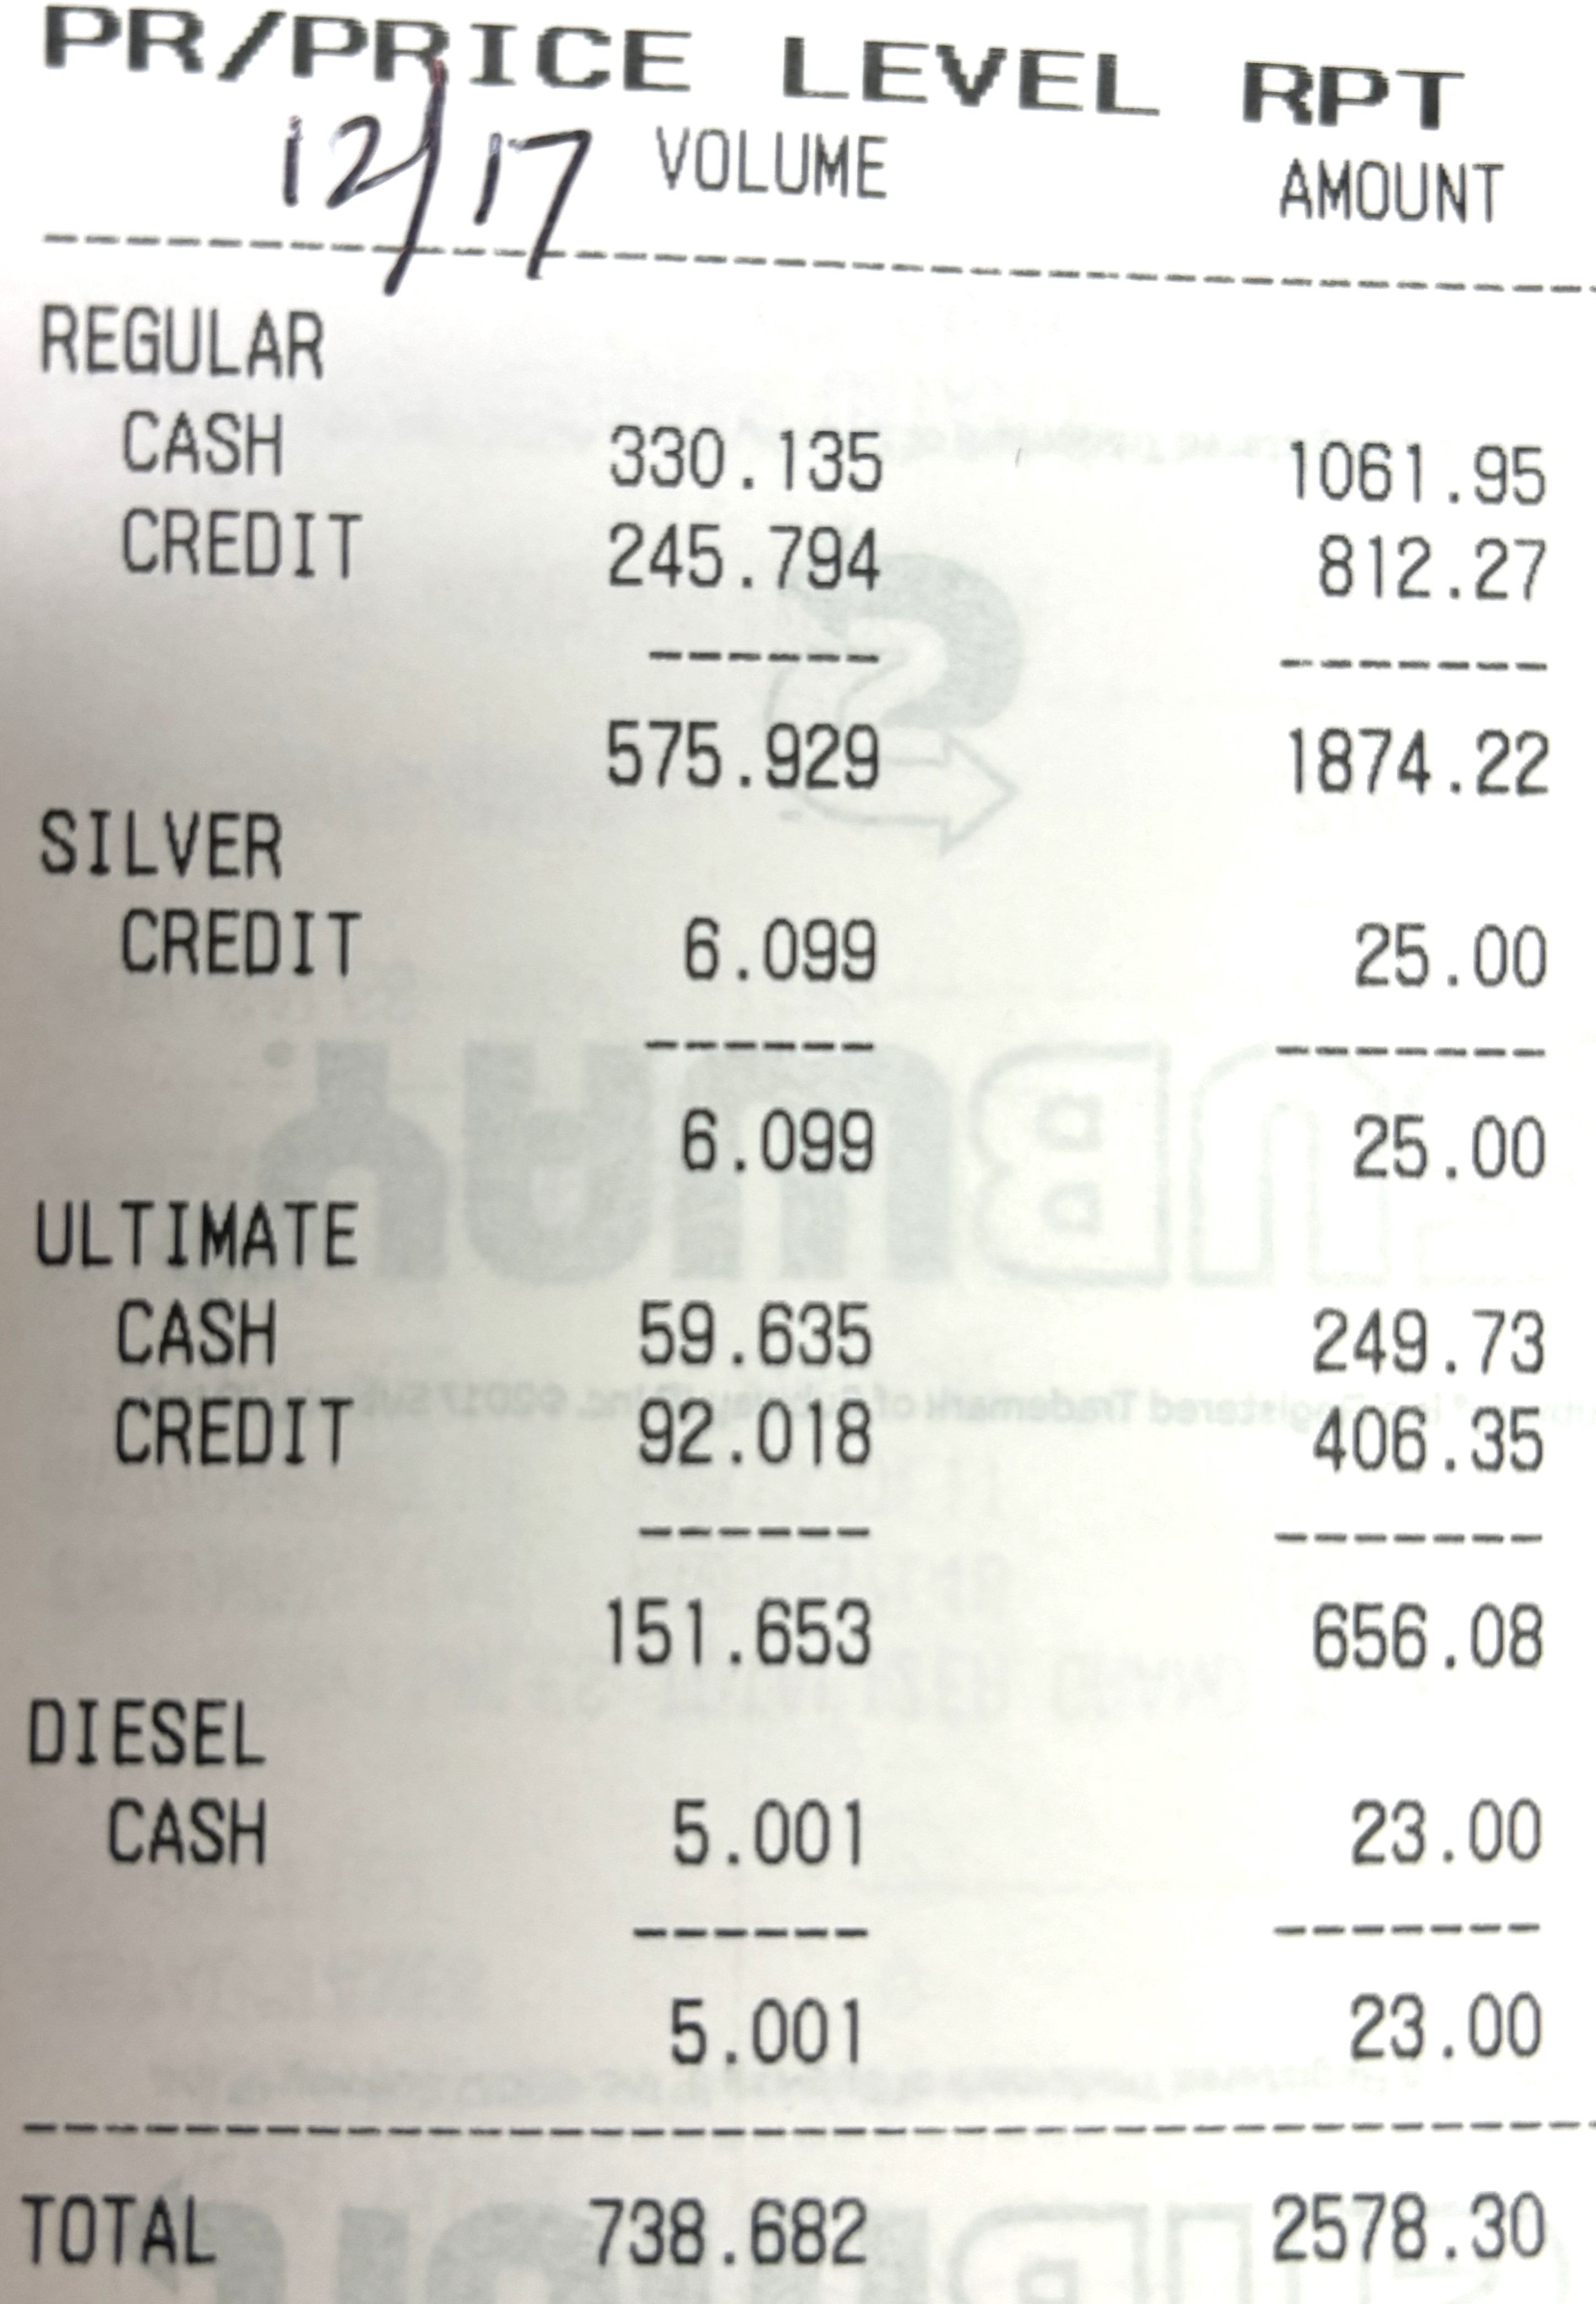 PR/PRICE LEVEL RPT
12/17 VOLUME AMOUNT
REGULAR
CASH 330.135 1061.95
CREDIT 245.794 812.27
575.929 1874.22
SILVER
CREDIT 6.099 25.00
6.099 25.00
ULTIMATE
CASH 59.635 249.73
CREDIT 92.018 406.35
151.653 656.08
DIESEL
CASH 5.001 23.00
5.001 23.00
TOTAL 738.682 2578.30